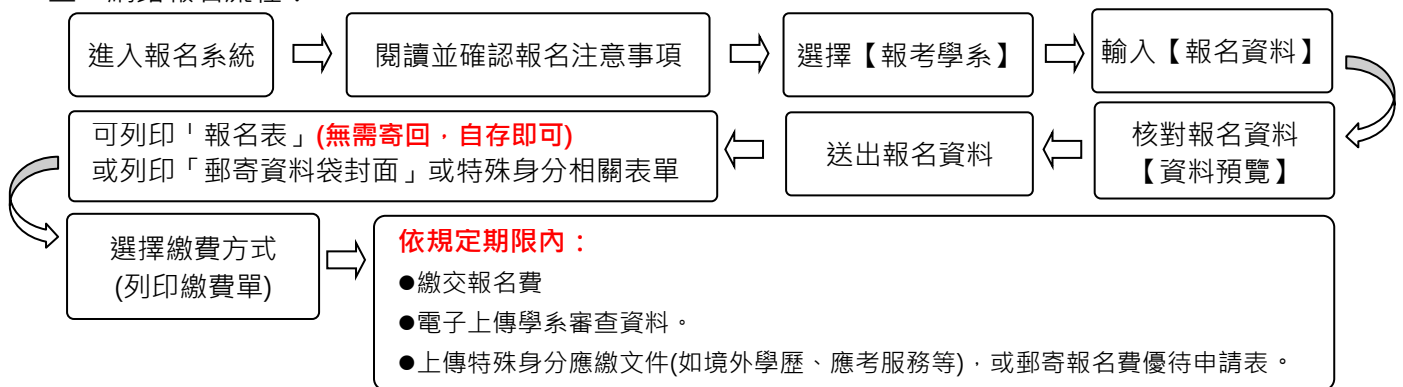 網路報名流程：
進入報名系統
閱讀並確認報名注意事項
選擇【報考學系】
輸入【報名資料】
核對報名資料
【資料預覽】
送出報名資料
可列印「報名表」(無需寄回，自存即可)
或列印「郵寄資料袋封面」或特殊身分相關表單
選擇繳費方式
(列印繳費單)
依規定期限內：
●繳交報名費
●電子上傳學系審查資料。
●上傳特殊身分應繳文件(如境外學歷、應考服務等)，或郵寄報名費優待申請表。